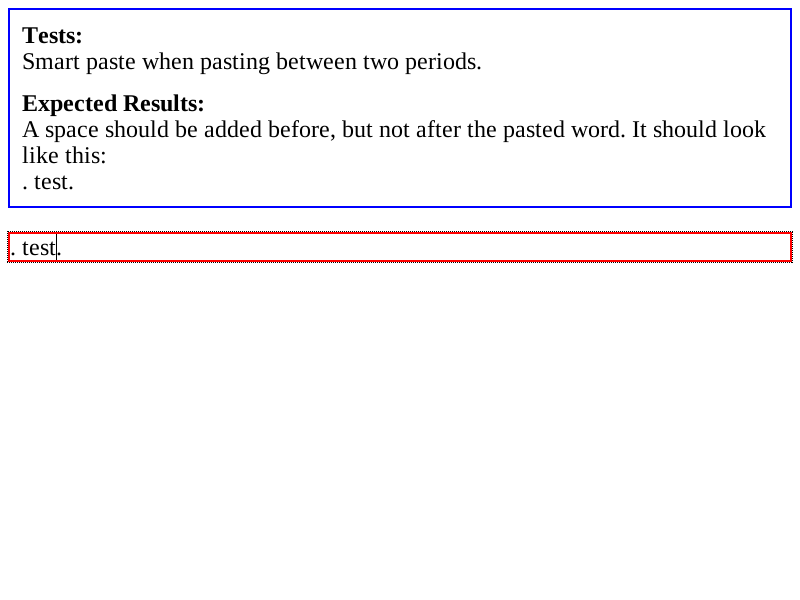 Tests:
Smart paste when pasting between two periods.
Expected Results:
A space should be added before, but not after the pasted word. It should look
like this:
. test.
. test.